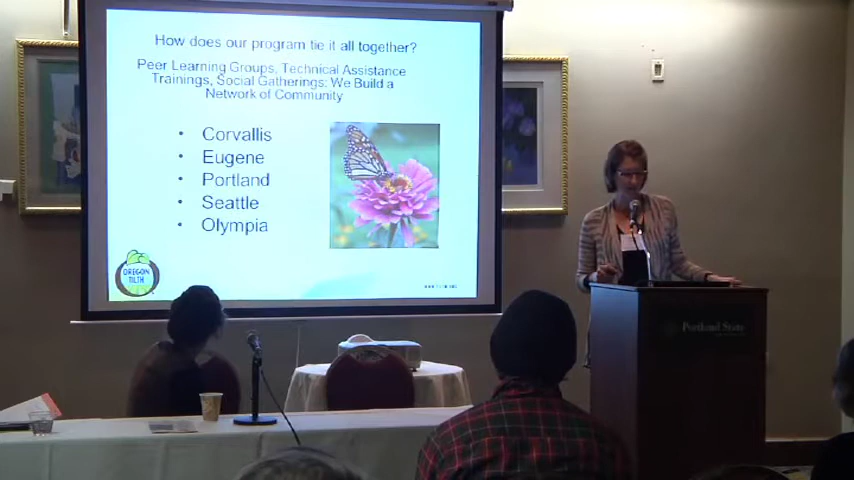 How does our program tie it all together?
Peer Learning Groups, Technical Assistance
Trainings, Social Gatherings: We Build a
Network of Community
• Corvallis
• Eugene
• Portland
• Seattle
• Olympia
OREGON
TILTH
Portland State